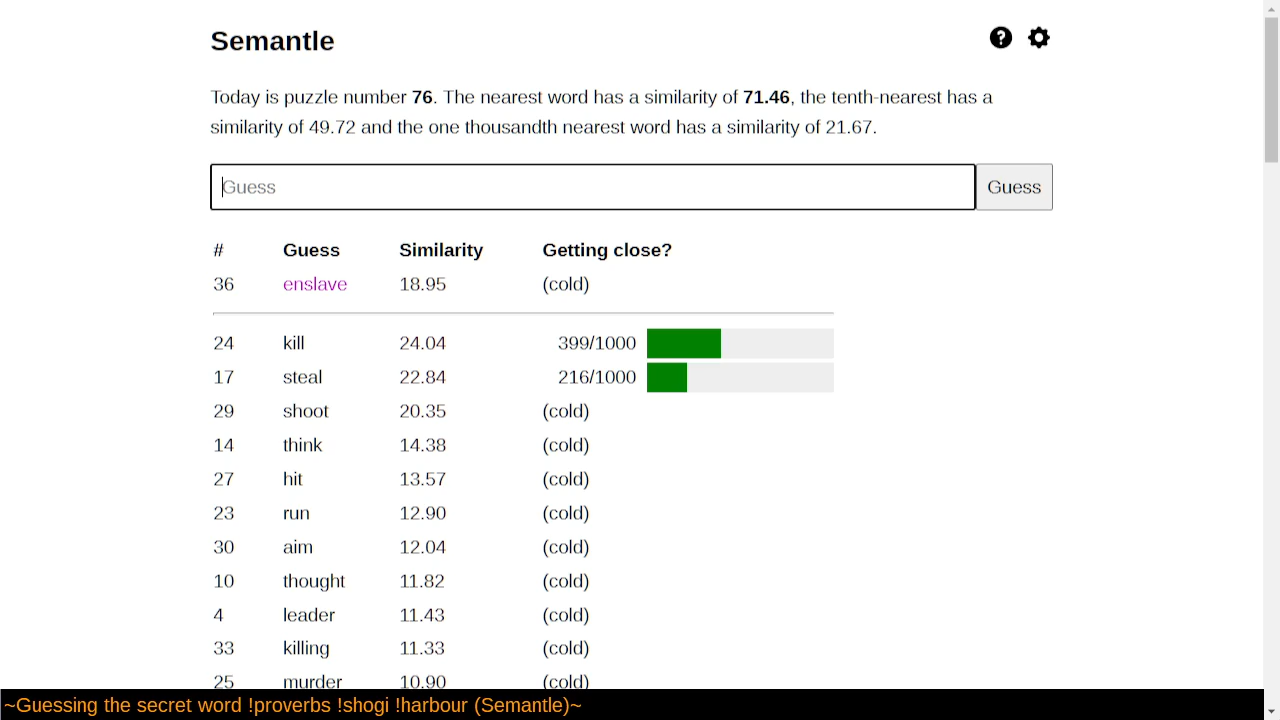 Semantle
Today is puzzle number 76. The nearest word has a similarity of 71.46, the tenth-nearest has a
similarity of 49.72 and the one thousandth nearest word has a similarity of 21.67.
Guess Guess
# Guess Similarity Getting close?
36 enslave 18.95 (cold)
24 kill 24.04 399/1000
17 steal 22.84 216/1000
29 shoot 20.35 (cold)
14 think 14.38 (cold)
27 hit 13.57 (cold)
23 run 12.90 (cold)
30 aim 12.04 (cold)
10 thought 11.82 (cold)
4 leader 11.43 (cold)
33 killing 11.33 (cold)
25 murder 10.90 (cold)
~Guessing the secret word !proverbs !shogi !harbour (Semantle)~